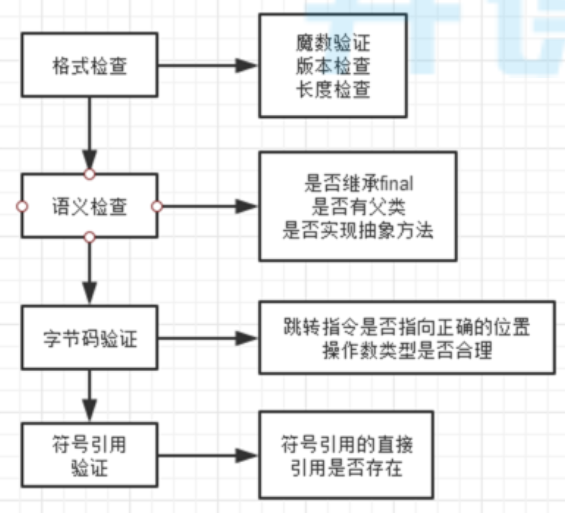 格式检查
魔数验证
版本检查
长度检查
语义检查
是否继承final
是否有父类
是否实现抽象方法
字节码验证
跳转指令是否指向正确的位置
操作数类型是否合理
符号引用
验证
符号引用的直接
引用是否存在